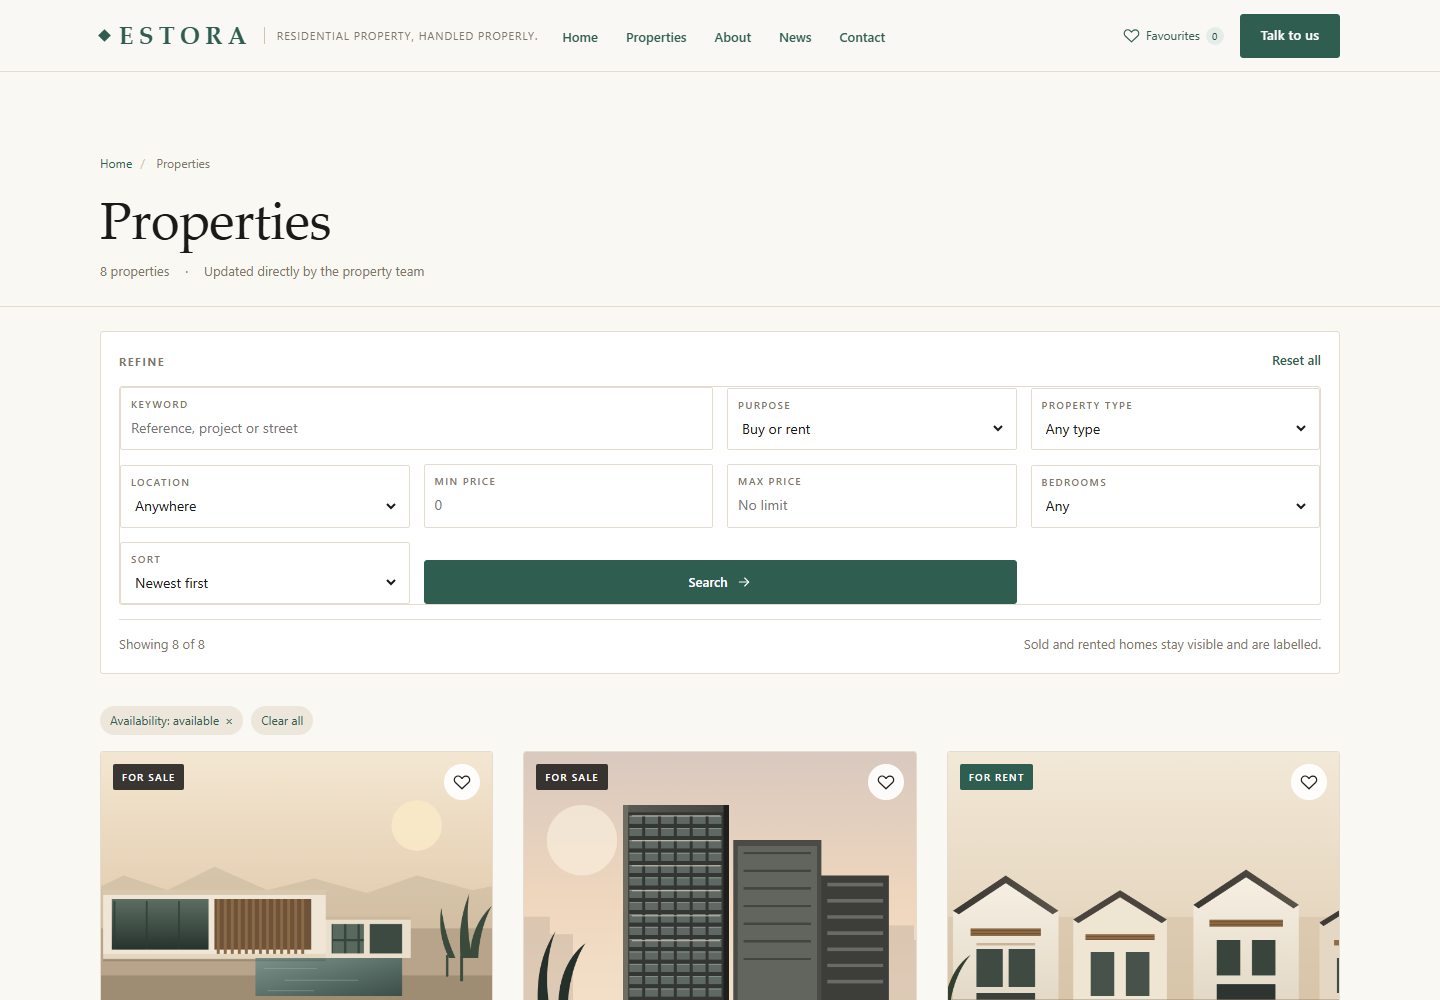 ESTORA
RESIDENTIAL PROPERTY, HANDLED PROPERLY.
Home
Properties
About
News
Contact
Favourites 0
Talk to us
Home / Properties
Properties
8 properties · Updated directly by the property team
REFINE
Reset all
KEYWORD
Reference, project or street
PURPOSE
Buy or rent
PROPERTY TYPE
Any type
LOCATION
Anywhere
MIN PRICE
0
MAX PRICE
No limit
BEDROOMS
Any
SORT
Newest first
Search →
Showing 8 of 8
Sold and rented homes stay visible and are labelled.
Availability: available ×
Clear all
FOR SALE
FOR SALE
FOR RENT